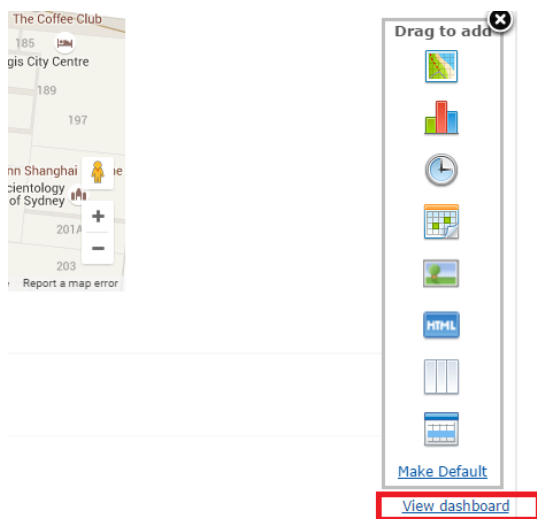 The Coffee Club
185
gis City Centre
189
197
nn Shanghai
ne
cientology
of Sydney
201A
+
−
203
Report a map error
Drag to add
HTML
Make Default
View dashboard